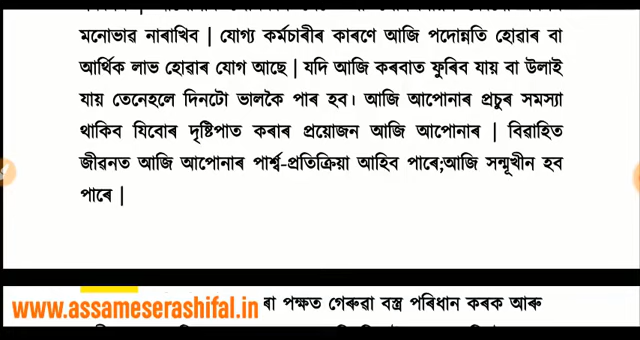 মনোভাৱ নাৰাখিব | যোগ্য কৰ্মচাৰীৰ কাৰণে আজি পদোন্নতি হোৱাৰ বা
আৰ্থিক লাভ হোৱাৰ যোগ আছে | যদি আজি কৰবাত ফুৰিব যায় বা উলাই
যায় তেনেহলে দিনটো ভালকৈ পাৰ হব। আজি আপোনাৰ প্ৰচুৰ সমস্যা
থাকিব যিবোৰ দৃষ্টিপাত কৰাৰ প্ৰয়োজন আজি আপোনাৰ | বিৱাহিত
জীৱনত আজি আপোনাৰ পাৰ্শ্ব-প্ৰতিক্ৰিয়া আহিব পাৰে;আজি সন্মূখীন হব
পাৰে |
www.assameserashifal.in ৰা পক্ষত গেৰুৱা বস্ত্ৰ পৰিধান কৰক আৰু